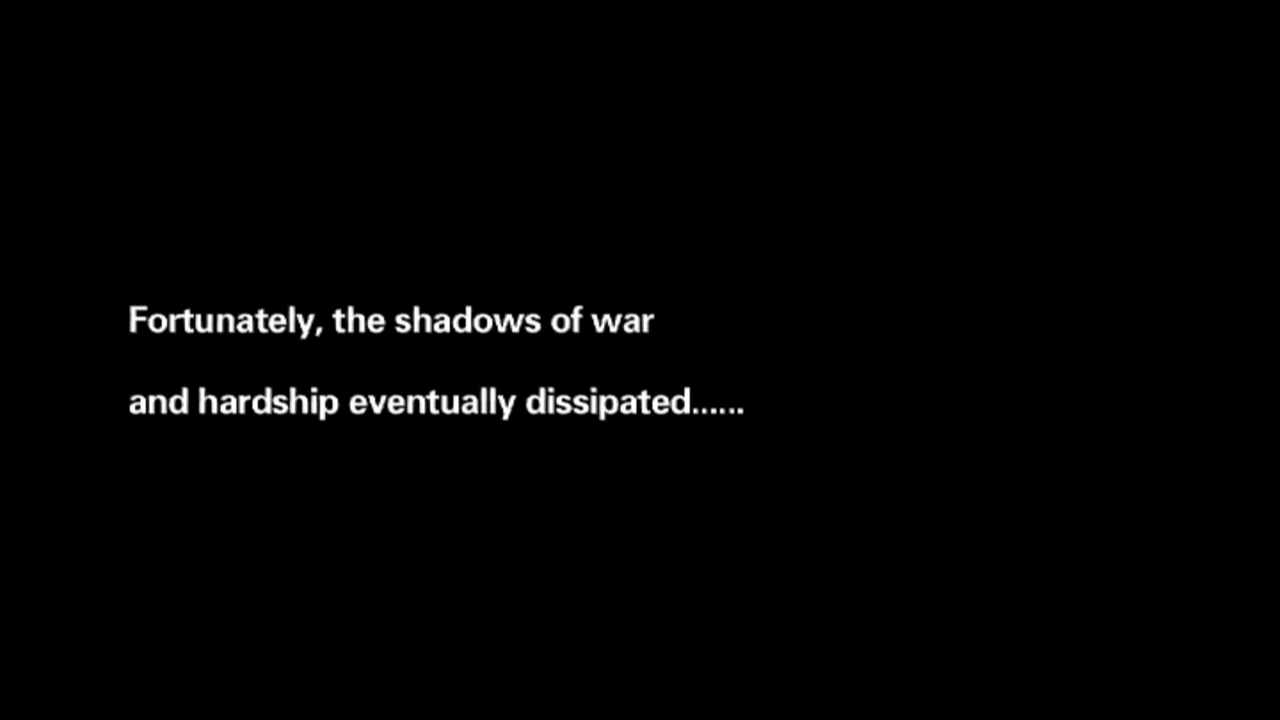 Fortunately, the shadows of war
and hardship eventually dissipated......